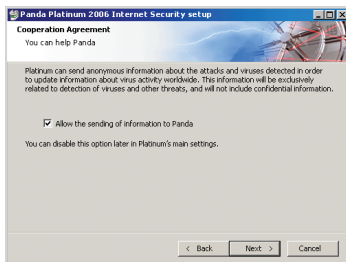 Panda Platinum 2006 Internet Security setup
Cooperation Agreement
You can help Panda
Platinum can send anonymous information about the attacks and viruses detected in order
to update information about virus activity worldwide. This information will be exclusively
related to detection of viruses and other threats, and will not include confidential information.
Allow the sending of information to Panda
You can disable this option later in Platinum's main settings.
< Back Next > Cancel